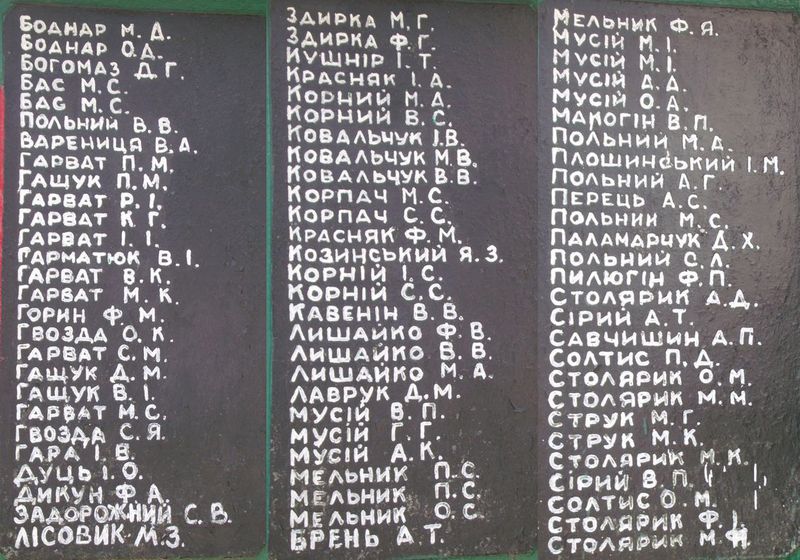 БОДНАР М. А.
БОДНАР О. А.
БОГОМАЗ Д. Г.
БАС М. С.
БАС М. С.
ПОЛЬНИЙ В. В.
ВАРЕНИЦЯ В. А.
ГАРВАТ П. М.
ГАЩУК П. М.
ГАРВАТ Р. І.
ГАРВАТ К. Г.
ГАРВАТ І. І.
ГАРМАТЮК В. І.
ГАРВАТ В. К.
ГАРВАТ М. К.
ГОРИН Ф. М.
ГВОЗДА О. К.
ГАРВАТ С. М.
ГАЩУК Д. М.
ГАЩУК В. І.
ГАРВАТ М. С.
ГВОЗДА С. Я.
ГАРА І. В.
ДУЦЬ І. О.
ДИКУН Ф. А.
ЗАДОРОЖНИЙ С. В.
ЛІСОВИК М. З.
ЗДИРКА М. Г.
ЗДИРКА Ф. Г.
КУШНІР І. Т.
КРАСНЯК І. А.
КОРНИЙ М. А.
КОРНИЙ В. С.
КОВАЛЬЧУК І. В.
КОВАЛЬЧУК М. В.
КОВАЛЬЧУК В. В.
КОРПАЧ М. С.
КОРПАЧ С. С.
КРАСНЯК Ф. М.
КОЗИНСЬКИЙ Я. З.
КОРНІЙ І. С.
КОРНІЙ С. С.
КАВЕНІН В. В.
ЛИШАЙКО Ф. В.
ЛИШАЙКО В. В.
ЛИШАЙКО М. А.
ЛАВРУК Д. М.
МУСІЙ В. П.
МУСІЙ Г. Г.
МУСІЙ А. К.
МЕЛЬНИК П. С.
МЕЛЬНИК П. С.
МЕЛЬНИК О. С.
БРЕНЬ А. Т.
МЕЛЬНИК Ф. Я.
МУСІЙ М. І.
МУСІЙ М. І.
МУСІЙ А. А.
МУСІЙ О. А.
МАКОГІН В. П.
ПОЛЬНИЙ М. А.
ПЛОШИНСЬКИЙ І. М.
ПОЛЬНИЙ А. Г.
ПЕРЕЦЬ А. С.
ПОЛЬНИЙ М. С.
ПАЛАМАРЧУК Д. Х.
ПОЛЬНИЙ С. Л.
ПИЛЮГІН Ф. П.
СТОЛЯРИК А. Д.
СІРИЙ А. Т.
САВЧИШИН А. П.
СОЛТИС П. Д.
СТОЛЯРИК О. М.
СТОЛЯРИК М. М.
СТРУК М. Г.
СТРУК М. К.
СТОЛЯРИК М. К.
СІРИЙ В. П.
СОЛТИС О. М.
СТОЛЯРИК Ф. І.
СТОЛЯРИК М.